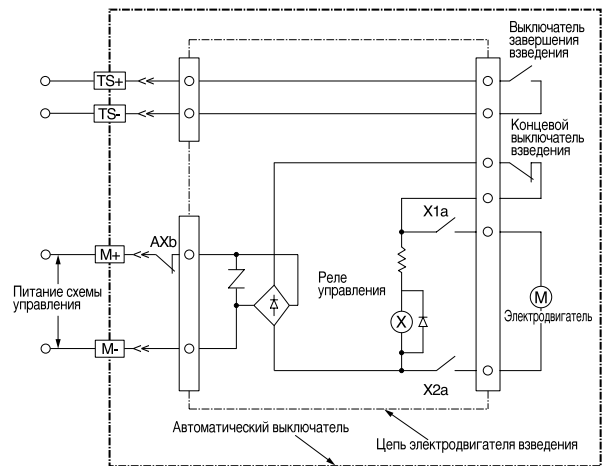 Выключатель
завершения
взведения
TS+
TS-
Концевой
выключатель
взведения
X1a
AXb
M+
Питание схемы
управления
Реле
управления
M
Электродвигатель
X
M-
X2a
Автоматический выключатель
Цепь электродвигателя взведения